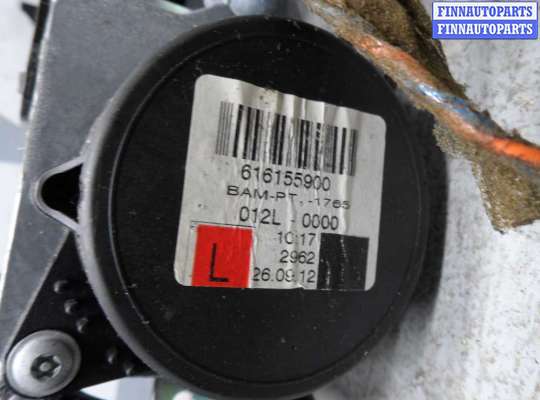 FINNAUTOPARTS
FINNAUTOPARTS
616155900
BAM-PT. -1765
012L 0000
10:17
2962
L
26.09.12